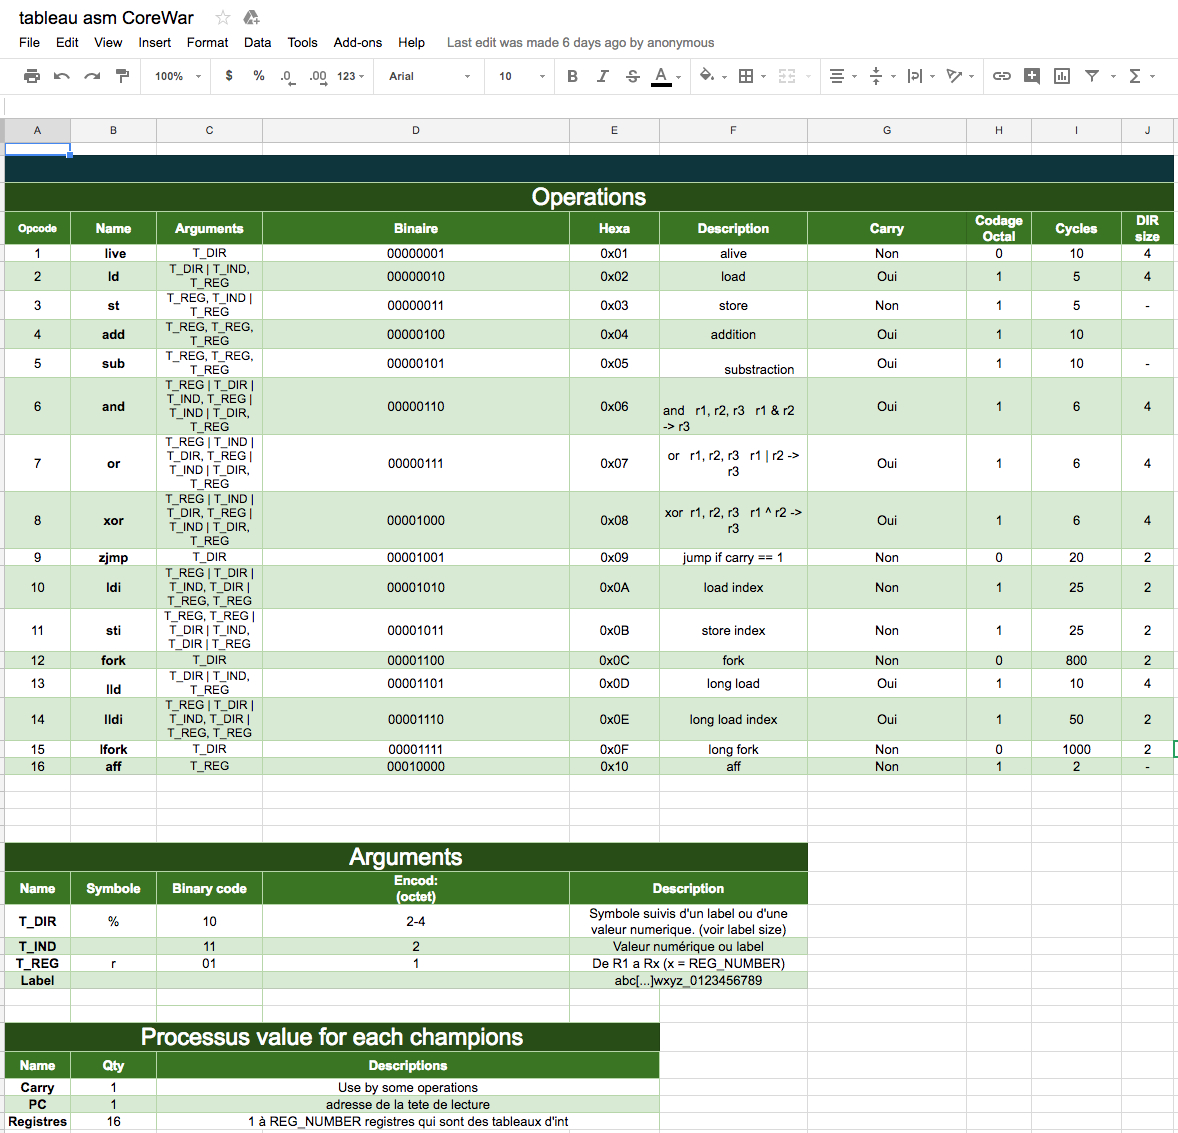 tableau asm CoreWar
File Edit View Insert Format Data Tools Add-ons Help Last edit was made 6 days ago by anonymous
100% $ % .0 .00 123 Arial 10 B I S A
A B C D E F G H I J
Operations
Opcode Name Arguments Binaire Hexa Description Carry Codage Octal Cycles DIR size
1 live T_DIR 00000001 0x01 alive Non 0 10 4
2 ld T_DIR | T_IND, T_REG 00000010 0x02 load Oui 1 5 4
3 st T_REG, T_IND | T_REG 00000011 0x03 store Non 1 5 -
4 add T_REG, T_REG, T_REG 00000100 0x04 addition Oui 1 10
5 sub T_REG, T_REG, T_REG 00000101 0x05 substraction Oui 1 10 -
6 and T_REG | T_DIR | T_IND, T_REG | T_IND | T_DIR, T_REG 00000110 0x06 and r1, r2, r3 r1 & r2 -> r3 Oui 1 6 4
7 or T_REG | T_IND | T_DIR, T_REG | T_IND | T_DIR, T_REG 00000111 0x07 or r1, r2, r3 r1 | r2 -> r3 Oui 1 6 4
8 xor T_REG | T_IND | T_DIR, T_REG | T_IND | T_DIR, T_REG 00001000 0x08 xor r1, r2, r3 r1 ^ r2 -> r3 Oui 1 6 4
9 zjmp T_DIR 00001001 0x09 jump if carry == 1 Non 0 20 2
10 ldi T_REG | T_DIR | T_IND, T_DIR | T_REG, T_REG 00001010 0x0A load index Non 1 25 2
11 sti T_REG, T_REG | T_DIR | T_IND, T_DIR | T_REG 00001011 0x0B store index Non 1 25 2
12 fork T_DIR 00001100 0x0C fork Non 0 800 2
13 lld T_DIR | T_IND, T_REG 00001101 0x0D long load Oui 1 10 4
14 lldi T_REG | T_DIR | T_IND, T_DIR | T_REG, T_REG 00001110 0x0E long load index Oui 1 50 2
15 lfork T_DIR 00001111 0x0F long fork Non 0 1000 2
16 aff T_REG 00010000 0x10 aff Non 1 2 -
Arguments
Name Symbole Binary code Encod: (octet) Description
T_DIR % 10 2-4 Symbole suivis d'un label ou d'une valeur numerique. (voir label size)
T_IND 11 2 Valeur numérique ou label
T_REG r 01 1 De R1 a Rx (x = REG_NUMBER)
Label abc[...]wxyz_0123456789
Processus value for each champions
Name Qty Descriptions
Carry 1 Use by some operations
PC 1 adresse de la tete de lecture
Registres 16 1 à REG_NUMBER registres qui sont des tableaux d'int